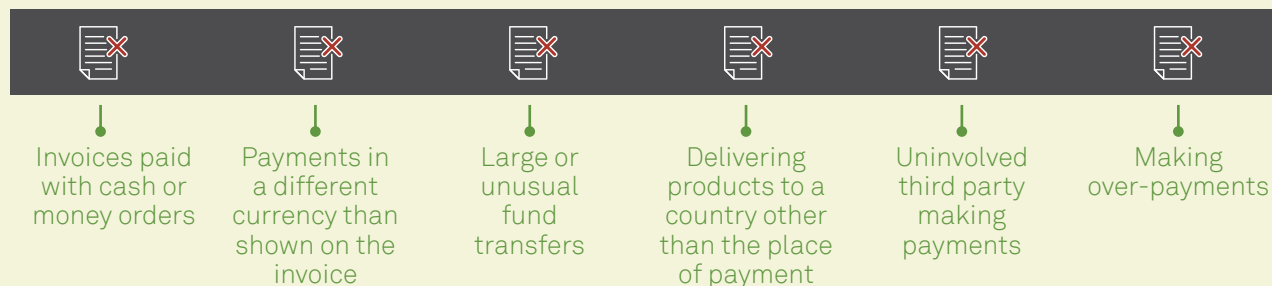 Invoices paid
with cash or
money orders
Payments in
a different
currency than
shown on the
invoice
Large or
unusual
fund
transfers
Delivering
products to a
country other
than the place
of payment
Uninvolved
third party
making
payments
Making
over-payments